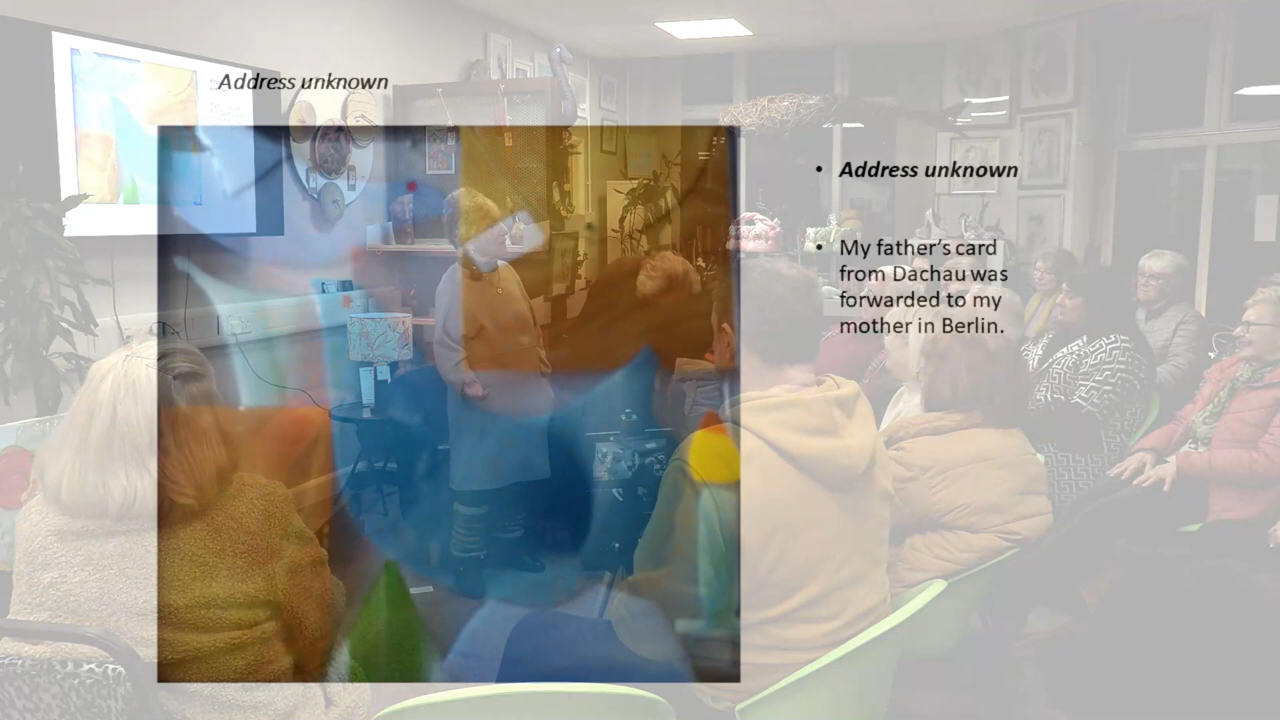 Address unknown
• Address unknown
• My father's card
from Dachau was
forwarded to my
mother in Berlin.